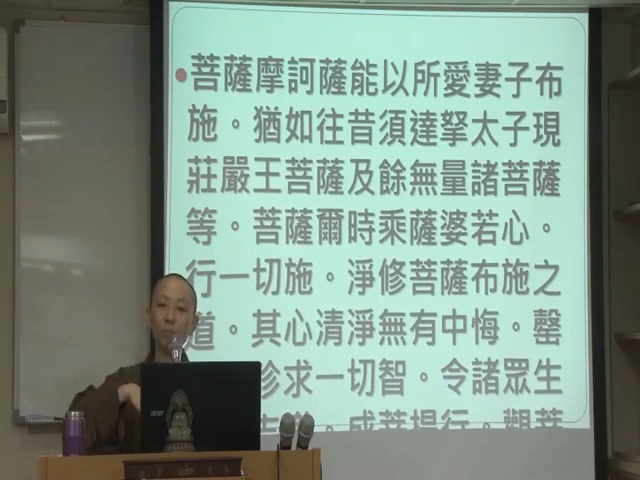 •菩薩摩訶薩能以所愛妻子布
施。猶如往昔須達拏太子現
莊嚴王菩薩及餘無量諸菩薩
等。菩薩爾時乘薩婆若心。
行一切施。淨修菩薩布施之
道。其心清淨無有中悔。罄
珍求一切智。令諸眾生
成菩提行。觀菩
acer